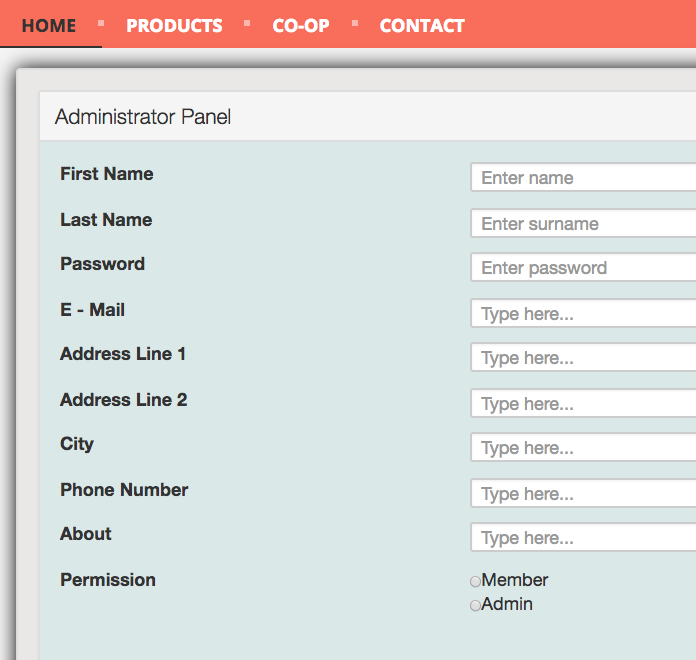 HOME PRODUCTS CO-OP CONTACT
Administrator Panel
First Name Enter name
Last Name Enter surname
Password Enter password
E - Mail Type here...
Address Line 1 Type here...
Address Line 2 Type here...
City Type here...
Phone Number Type here...
About Type here...
Permission Member
Admin